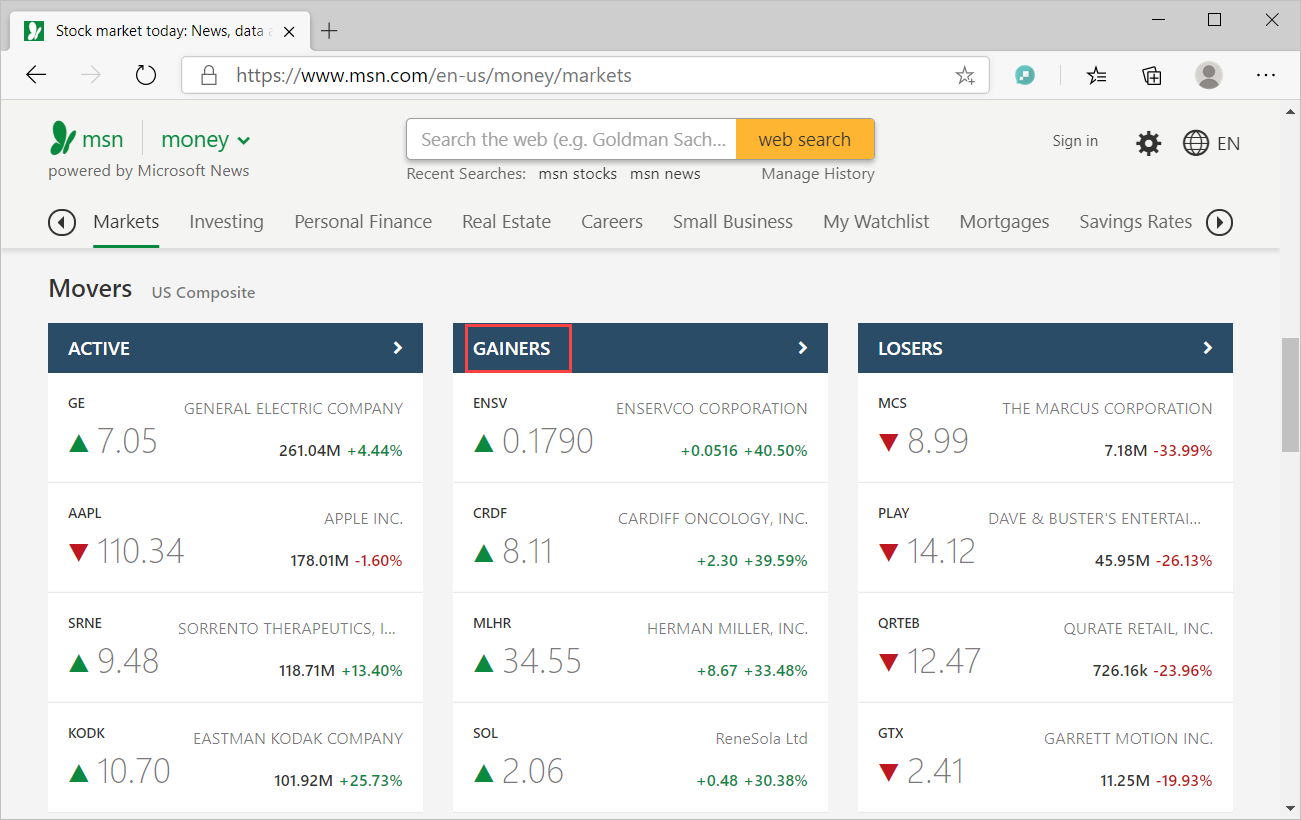 Stock market today: News, data a
https://www.msn.com/en-us/money/markets
msn money
powered by Microsoft News
Search the web (e.g. Goldman Sach... web search
Recent Searches: msn stocks msn news Manage History
Sign in EN
Markets Investing Personal Finance Real Estate Careers Small Business My Watchlist Mortgages Savings Rates
Movers US Composite
ACTIVE
GE GENERAL ELECTRIC COMPANY
7.05 261.04M +4.44%
AAPL APPLE INC.
110.34 178.01M -1.60%
SRNE SORRENTO THERAPEUTICS, I...
9.48 118.71M +13.40%
KODK EASTMAN KODAK COMPANY
10.70 101.92M +25.73%
GAINERS
ENSV ENSERVCO CORPORATION
0.1790 +0.0516 +40.50%
CRDF CARDIFF ONCOLOGY, INC.
8.11 +2.30 +39.59%
MLHR HERMAN MILLER, INC.
34.55 +8.67 +33.48%
SOL ReneSola Ltd
2.06 +0.48 +30.38%
LOSERS
MCS THE MARCUS CORPORATION
8.99 7.18M -33.99%
PLAY DAVE & BUSTER'S ENTERTAI...
14.12 45.95M -26.13%
QRTEB QURATE RETAIL, INC.
12.47 726.16k -23.96%
GTX GARRETT MOTION INC.
2.41 11.25M -19.93%